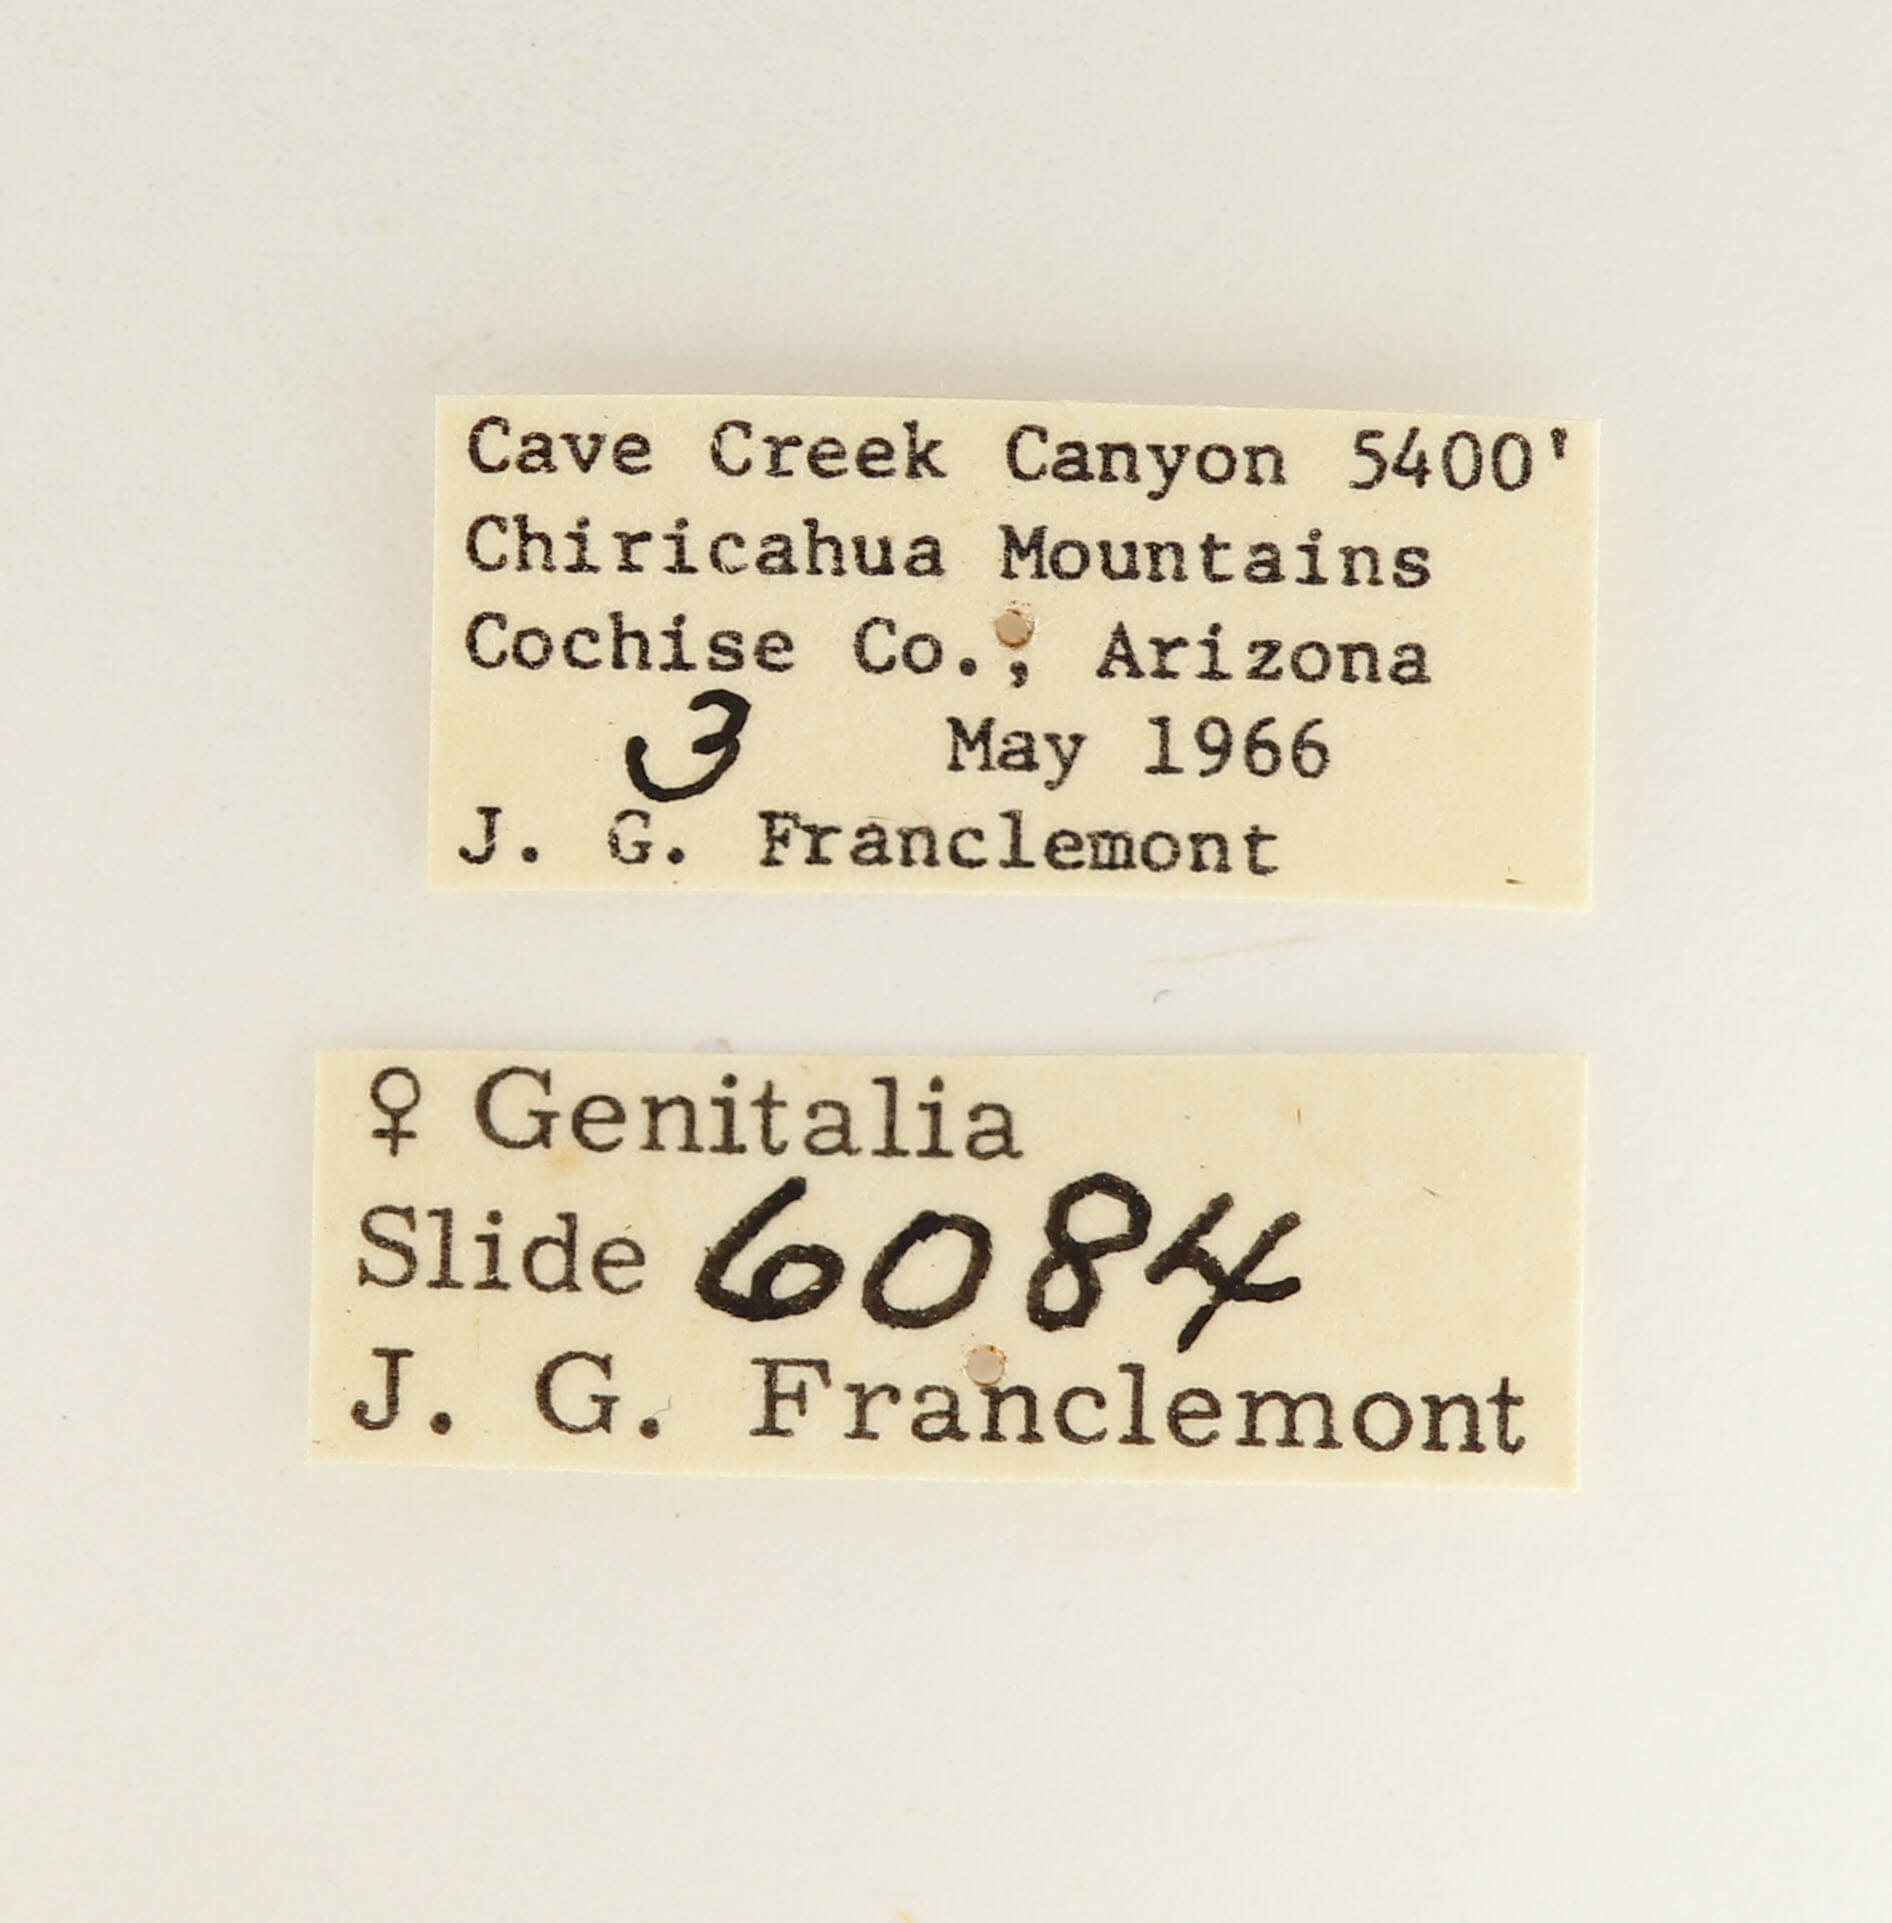 Cave Creek Canyon 5400'
Chiricahua Mountains
Cochise Co., Arizona
3 May 1966
J. G. Franclemont
♀ Genitalia
Slide 6084
J. G. Franclemont